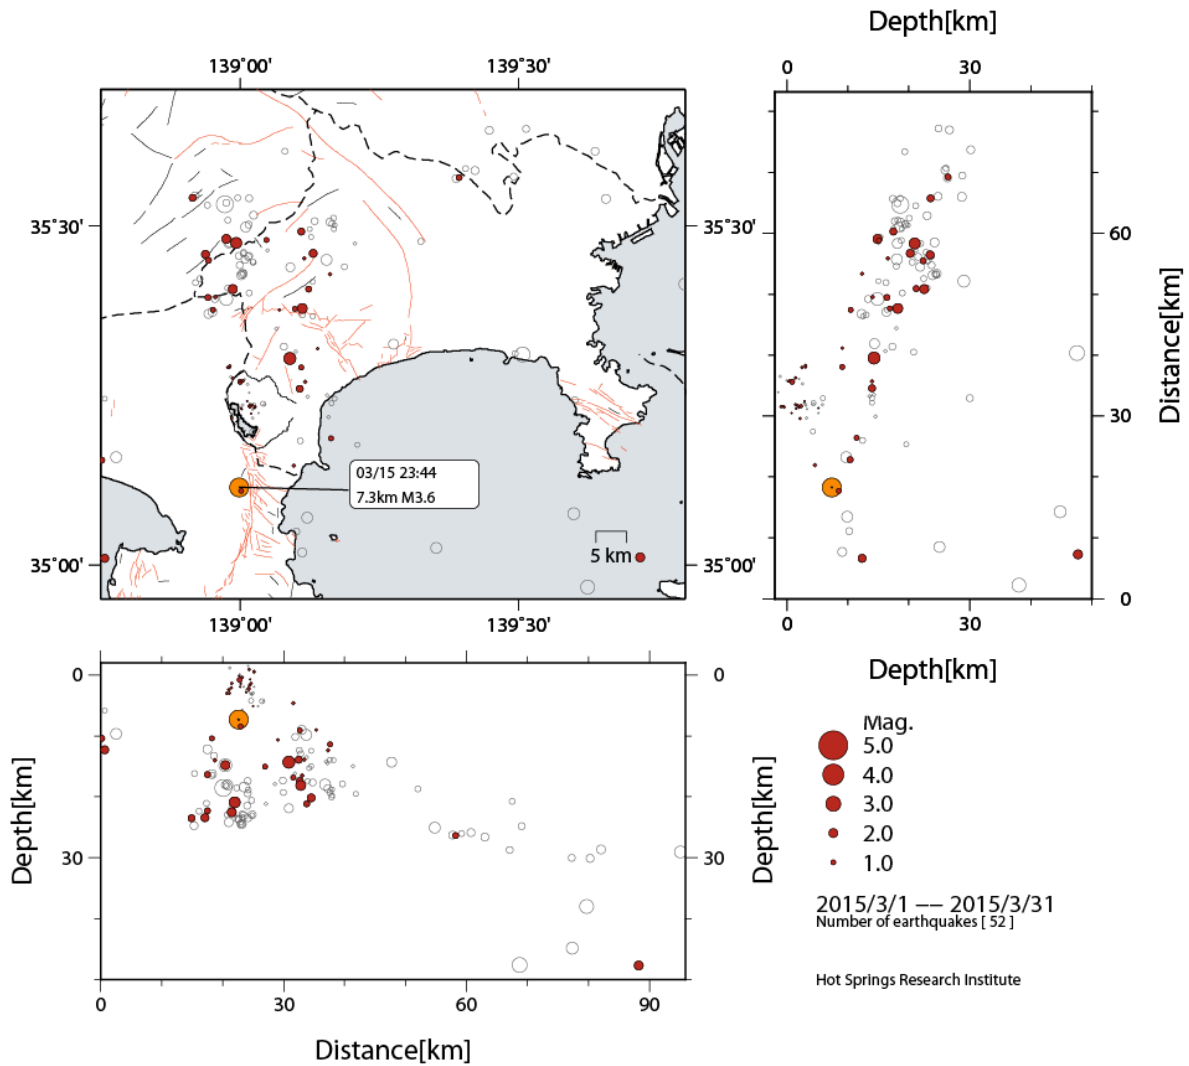 Depth[km]
139°00'
139°30'
0
30
35°30'
35°30'
60
03/15 23:44
7.3km M3.6
Distance[km]
30
5 km
35°00'
35°00'
0
139°00'
139°30'
0
30
Depth[km]
0
0
Mag.
5.0
4.0
3.0
2.0
1.0
Depth[km]
Depth[km]
30
30
2015/3/1 −− 2015/3/31
Number of earthquakes [ 52 ]
Hot Springs Research Institute
0
30
60
90
Distance[km]